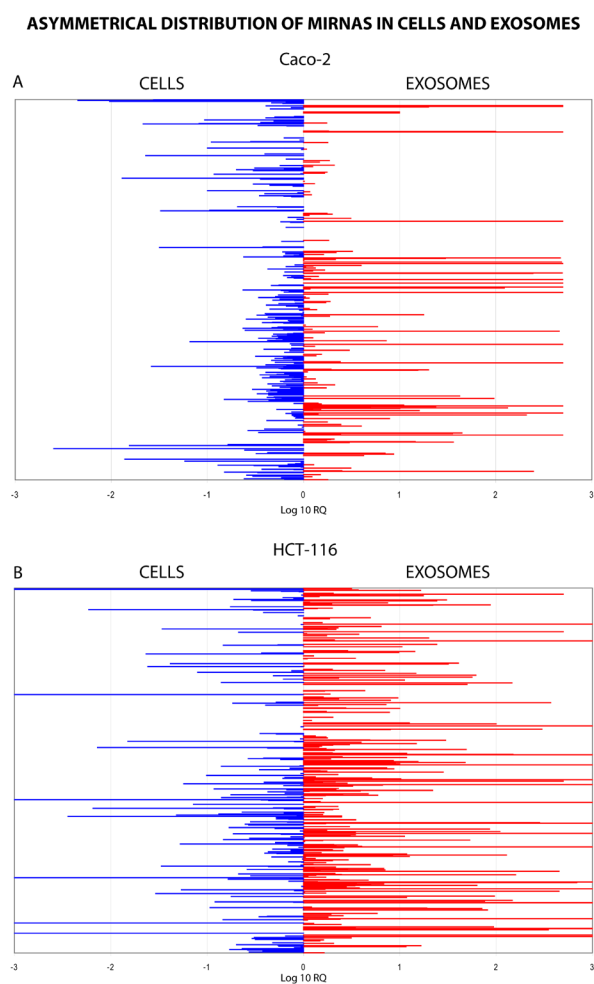 ASYMMETRICAL DISTRIBUTION OF MIRNAS IN CELLS AND EXOSOMES
Caco-2
A CELLS EXOSOMES
-3 -2 -1 0 1 2 3
Log 10 RQ
HCT-116
B CELLS EXOSOMES
-3 -2 -1 0 1 2 3
Log 10 RQ